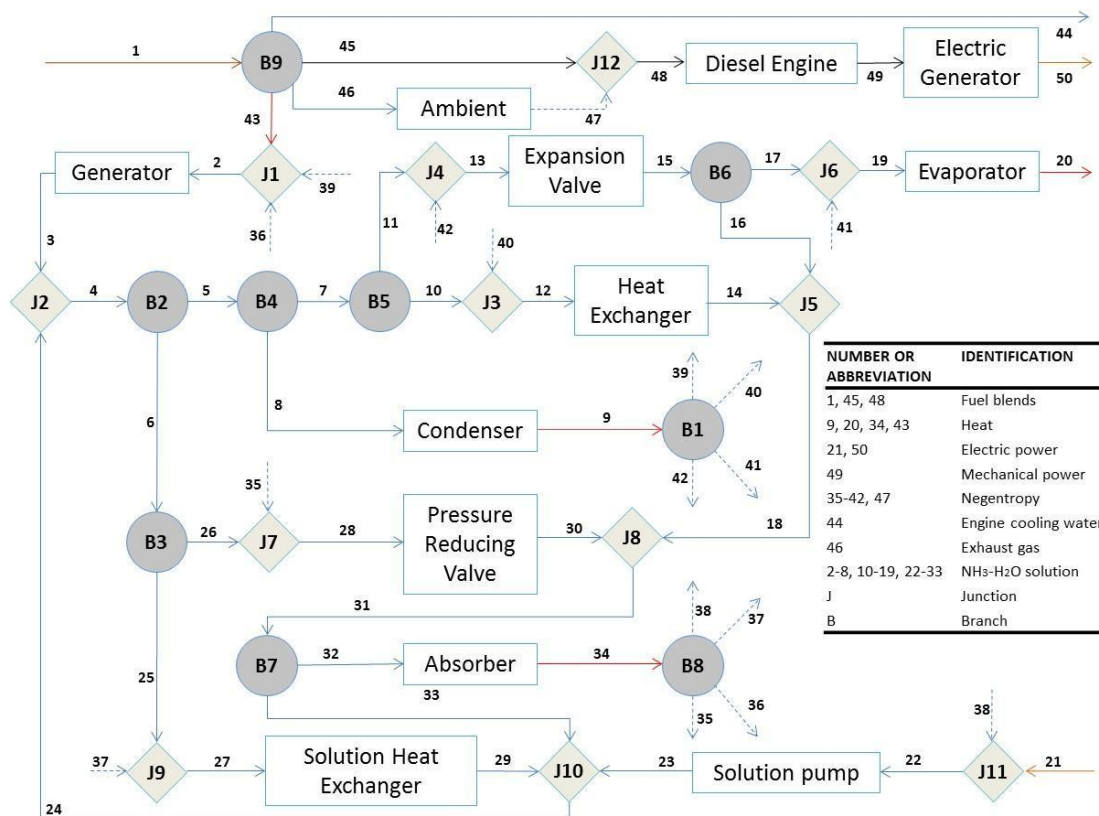 44
1
B9
45
J12
48
Diesel Engine
49
Electric
Generator
50
46
Ambient
47
43
Generator
2
J1
39
36
J4
13
Expansion
Valve
15
B6
17
J6
19
Evaporator
20
3
11
42
40
16
41
J2
4
B2
5
B4
7
B5
10
J3
12
Heat
Exchanger
14
J5
6
8
Condenser
9
39
40
B1
42
41
18
NUMBER OR IDENTIFICATION
ABBREVIATION
1, 45, 48 Fuel blends
9, 20, 34, 43 Heat
21, 50 Electric power
49 Mechanical power
35-42, 47 Negentropy
44 Engine cooling water
46 Exhaust gas
2-8, 10-19, 22-33 NH₃-H₂O solution
J Junction
B Branch
35
B3
26
J7
28
Pressure
Reducing
Valve
30
J8
31
25
B7
32
Absorber
34
33
38
37
B8
35
36
38
37
J9
27
Solution Heat
Exchanger
29
J10
23
Solution pump
22
J11
21
24